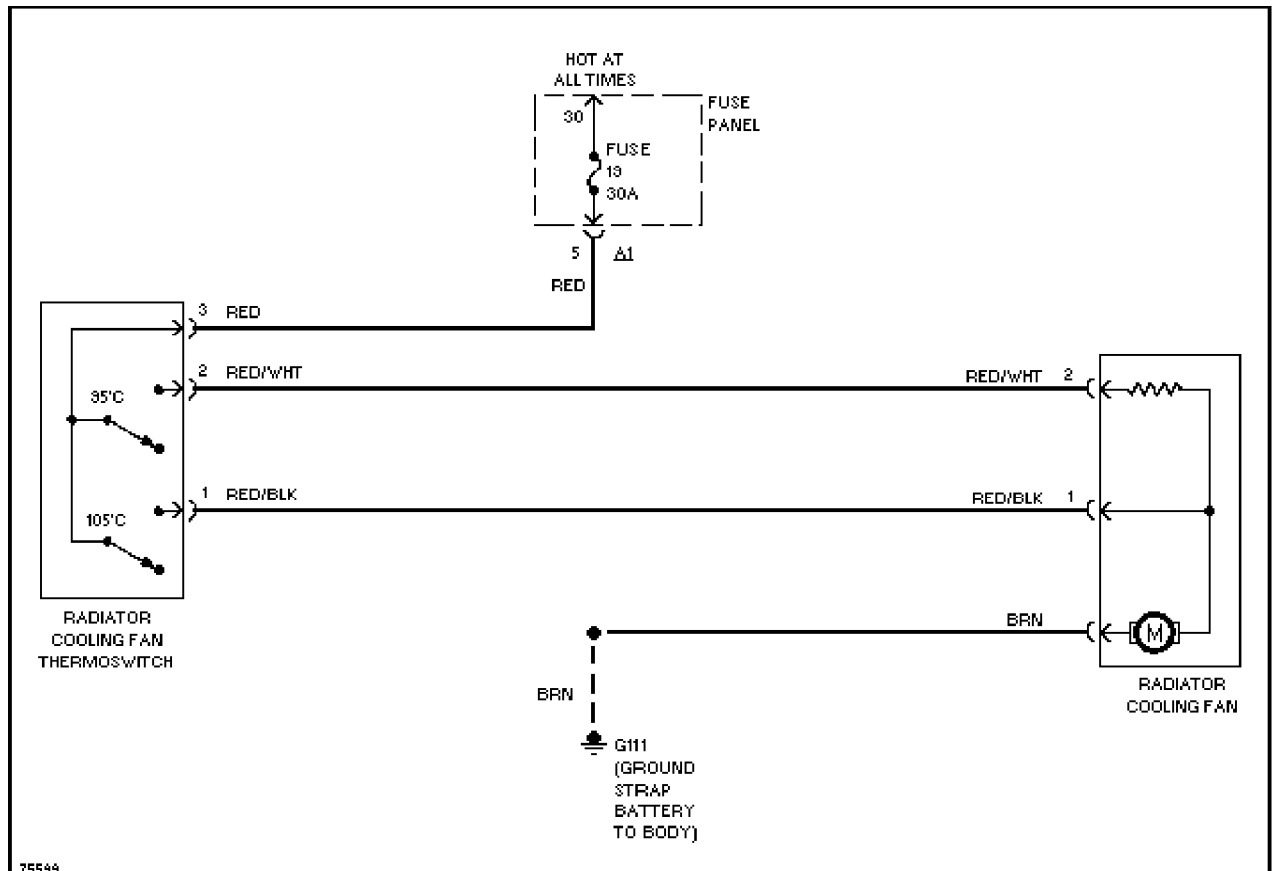 HOT AT
ALL TIMES
30
FUSE
PANEL
FUSE
19
30A
5 A1
RED
3 RED
2 RED/WHT
RED/WHT 2
95'C
1 RED/BLK
RED/BLK 1
105'C
RADIATOR
COOLING FAN
THERMOSWITCH
BRN
M
BRN
RADIATOR
COOLING FAN
G111
(GROUND
STRAP
BATTERY
TO BODY)